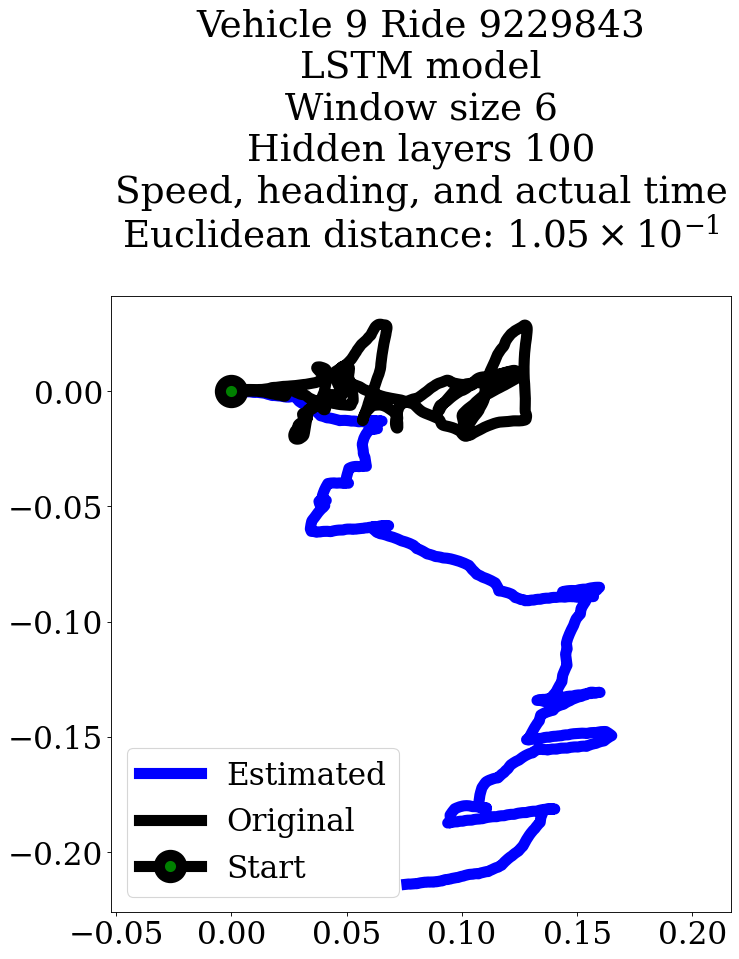 Vehicle 9 Ride 9229843
LSTM model
Window size 6
Hidden layers 100
Speed, heading, and actual time
Euclidean distance: 1.05 × 10⁻¹
0.00
−0.05
−0.10
−0.15
−0.20
Estimated
Original
Start
−0.05 0.00 0.05 0.10 0.15 0.20